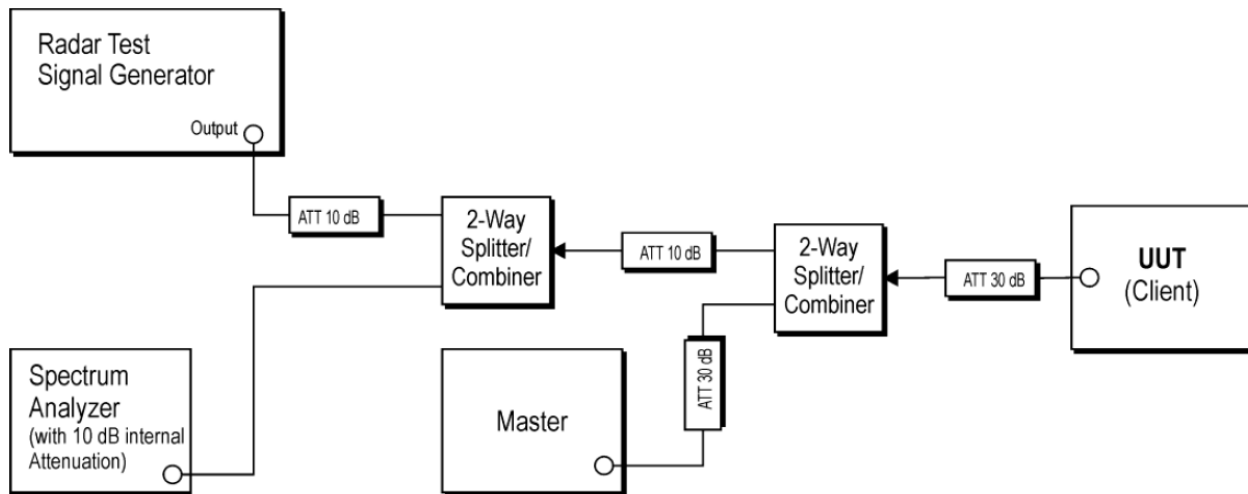 Radar Test
Signal Generator
Output
ATT 10 dB
2-Way
Splitter/
Combiner
ATT 10 dB
2-Way
Splitter/
Combiner
ATT 30 dB
UUT
(Client)
Spectrum
Analyzer
(with 10 dB internal
Attenuation)
Master
ATT 30 dB